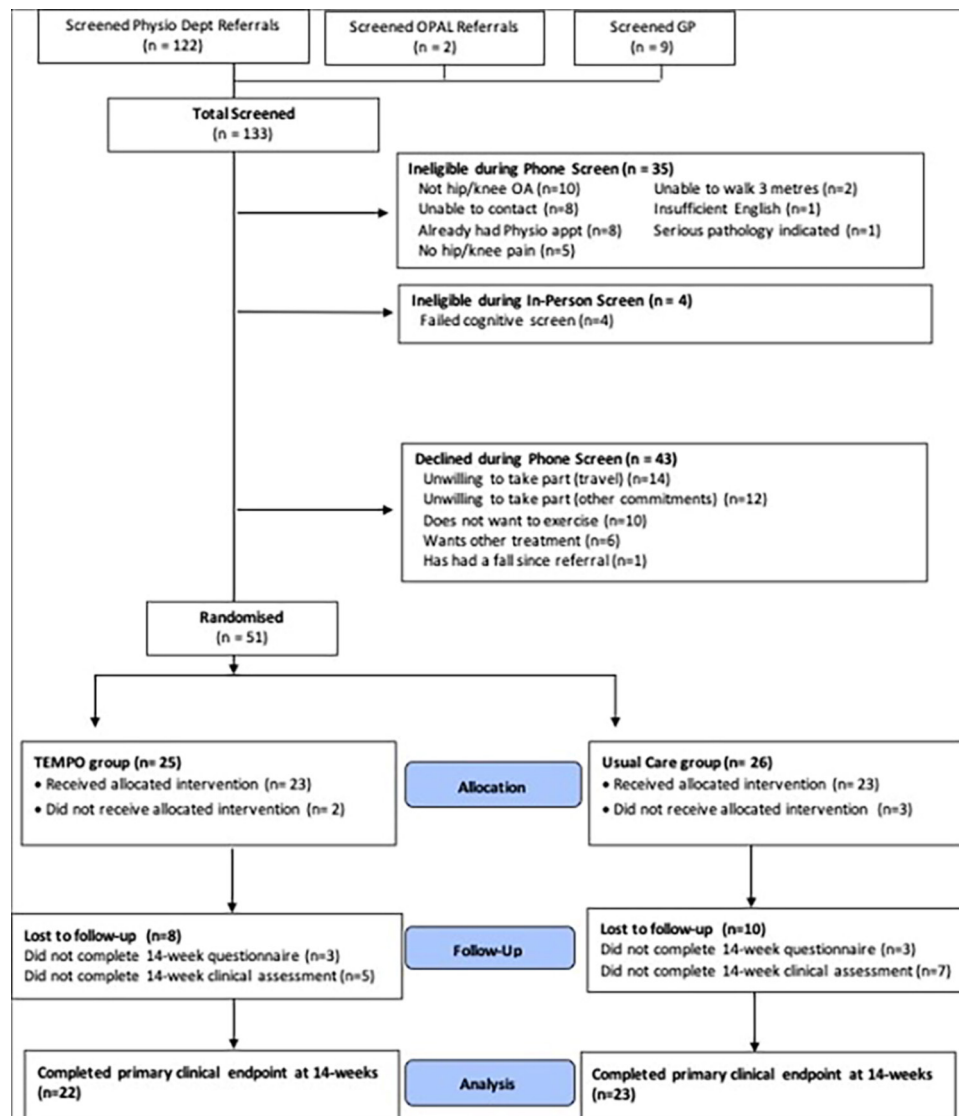 Screened Physio Dept Referrals
(n = 122)
Screened OPAL Referrals
(n = 2)
Screened GP
(n = 9)
Total Screened
(n = 133)
Ineligible during Phone Screen (n = 35)
Not hip/knee OA (n=10)
Unable to contact (n=8)
Already had Physio appt (n=8)
No hip/knee pain (n=5)
Unable to walk 3 metres (n=2)
Insufficient English (n=1)
Serious pathology indicated (n=1)
Ineligible during In-Person Screen (n = 4)
Failed cognitive screen (n=4)
Declined during Phone Screen (n = 43)
Unwilling to take part (travel) (n=14)
Unwilling to take part (other commitments) (n=12)
Does not want to exercise (n=10)
Wants other treatment (n=6)
Has had a fall since referral (n=1)
Randomised
(n = 51)
TEMPO group (n= 25)
• Received allocated intervention (n= 23)
• Did not receive allocated intervention (n= 2)
Allocation
Usual Care group (n= 26)
• Received allocated intervention (n= 23)
• Did not receive allocated intervention (n=3)
Lost to follow-up (n=8)
Did not complete 14-week questionnaire (n=3)
Did not complete 14-week clinical assessment (n=5)
Follow-Up
Lost to follow-up (n=10)
Did not complete 14-week questionnaire (n=3)
Did not complete 14-week clinical assessment (n=7)
Completed primary clinical endpoint at 14-weeks
(n=22)
Analysis
Completed primary clinical endpoint at 14-weeks
(n=23)